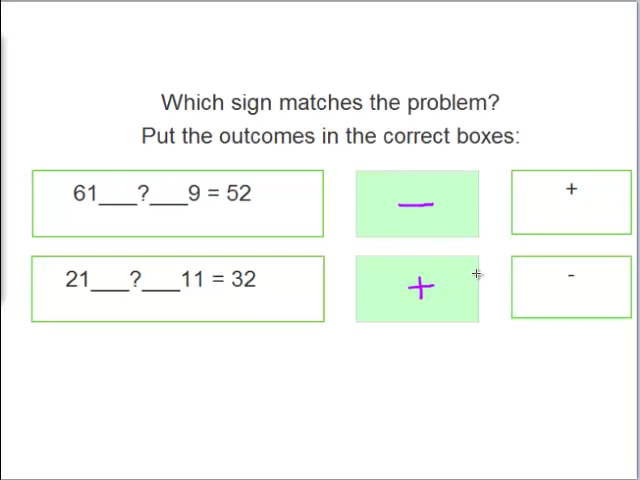 Which sign matches the problem?
Put the outcomes in the correct boxes:
61___?___9 = 52
—
+
21___?___11 = 32
+
-